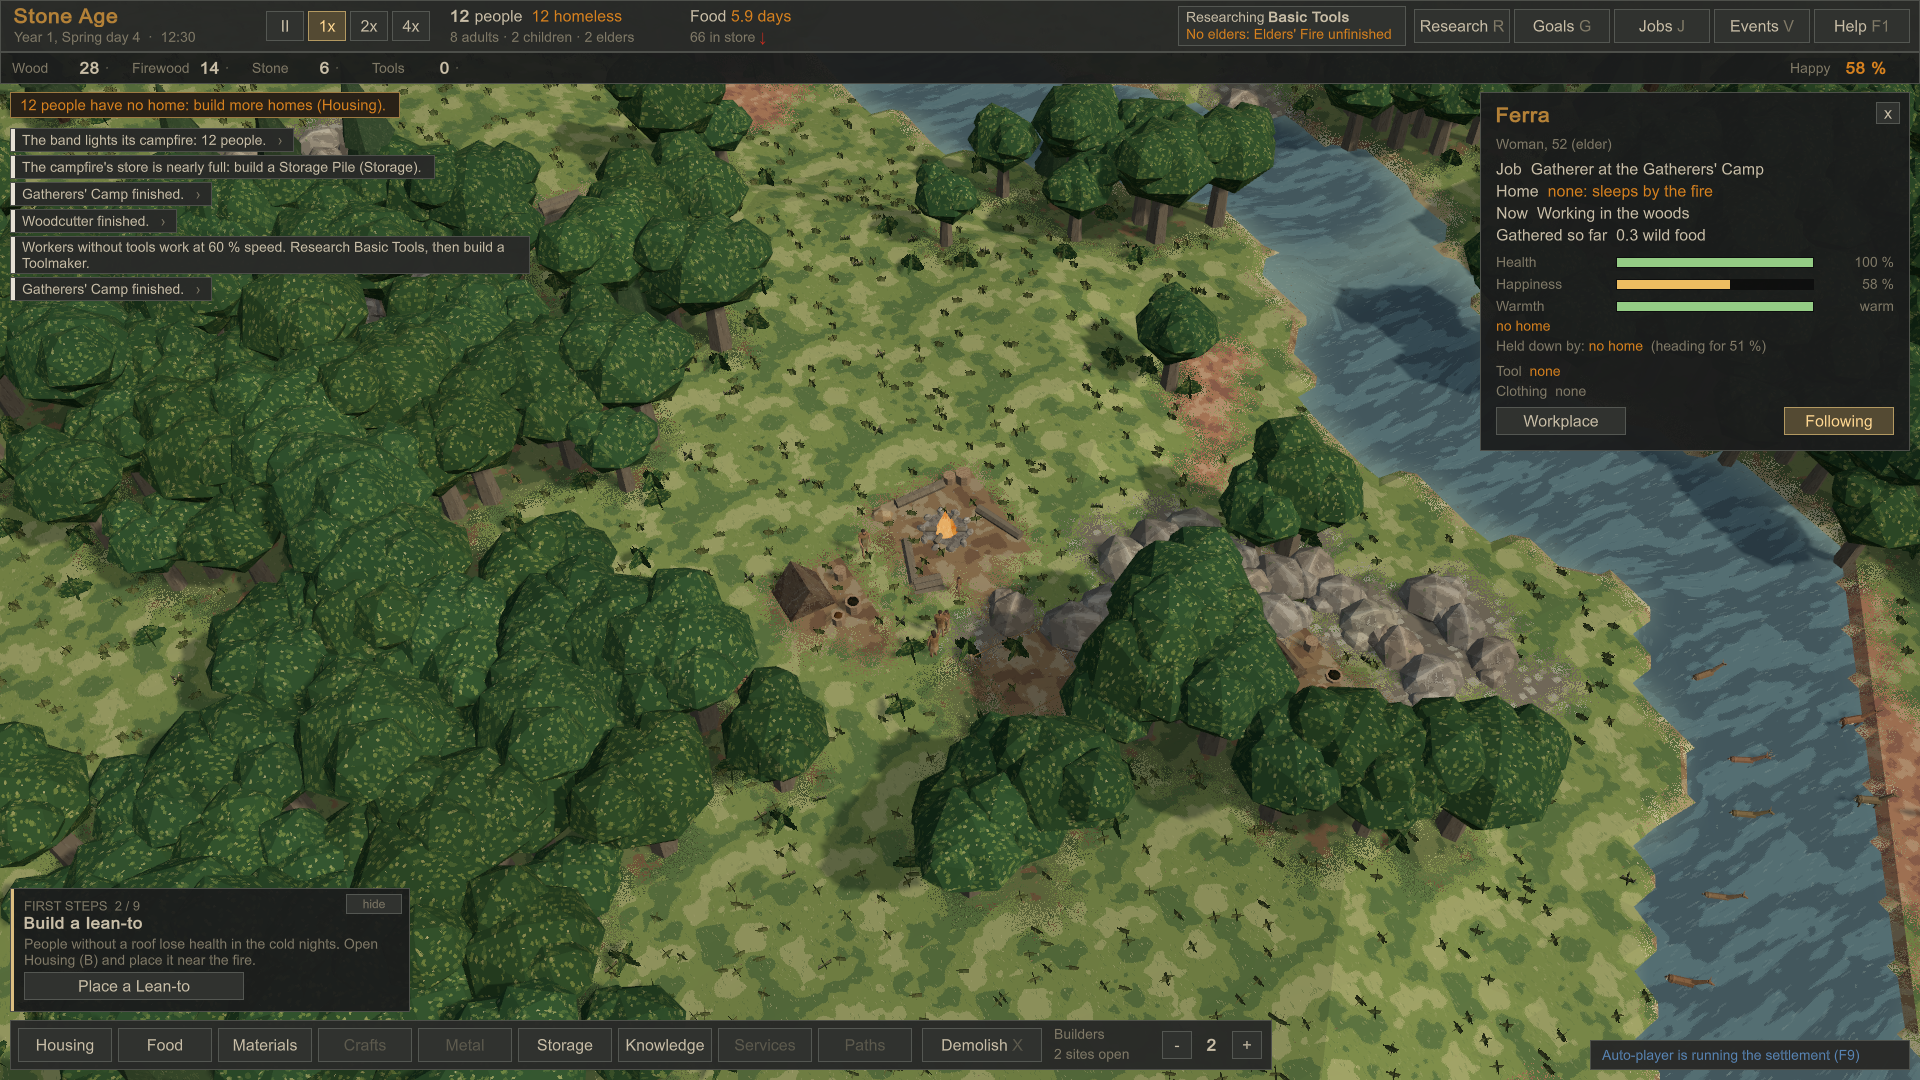 Stone Age
Year 1, Spring day 4 · 12:30
II
1x
2x
4x
12 people 12 homeless
8 adults · 2 children · 2 elders
Food 5.9 days
66 in store ↓
Researching Basic Tools
No elders: Elders' Fire unfinished
Research R
Goals G
Jobs J
Events V
Help F1
Wood 28 ·
Firewood 14 ·
Stone 6 ·
Tools 0 ·
Happy 58 %
12 people have no home: build more homes (Housing).
The band lights its campfire: 12 people. ›
The campfire's store is nearly full: build a Storage Pile (Storage).
Gatherers' Camp finished. ›
Woodcutter finished. ›
Workers without tools work at 60 % speed. Research Basic Tools, then build a
Toolmaker.
Gatherers' Camp finished. ›
Ferra
x
Woman, 52 (elder)
Job Gatherer at the Gatherers' Camp
Home none: sleeps by the fire
Now Working in the woods
Gathered so far 0.3 wild food
Health 100 %
Happiness 58 %
Warmth warm
no home
Held down by: no home (heading for 51 %)
Tool none
Clothing none
Workplace
Following
FIRST STEPS 2 / 9
hide
Build a lean-to
People without a roof lose health in the cold nights. Open
Housing (B) and place it near the fire.
Place a Lean-to
Housing
Food
Materials
Crafts
Metal
Storage
Knowledge
Services
Paths
Demolish X
Builders
2 sites open
-
2
+
Auto-player is running the settlement (F9)